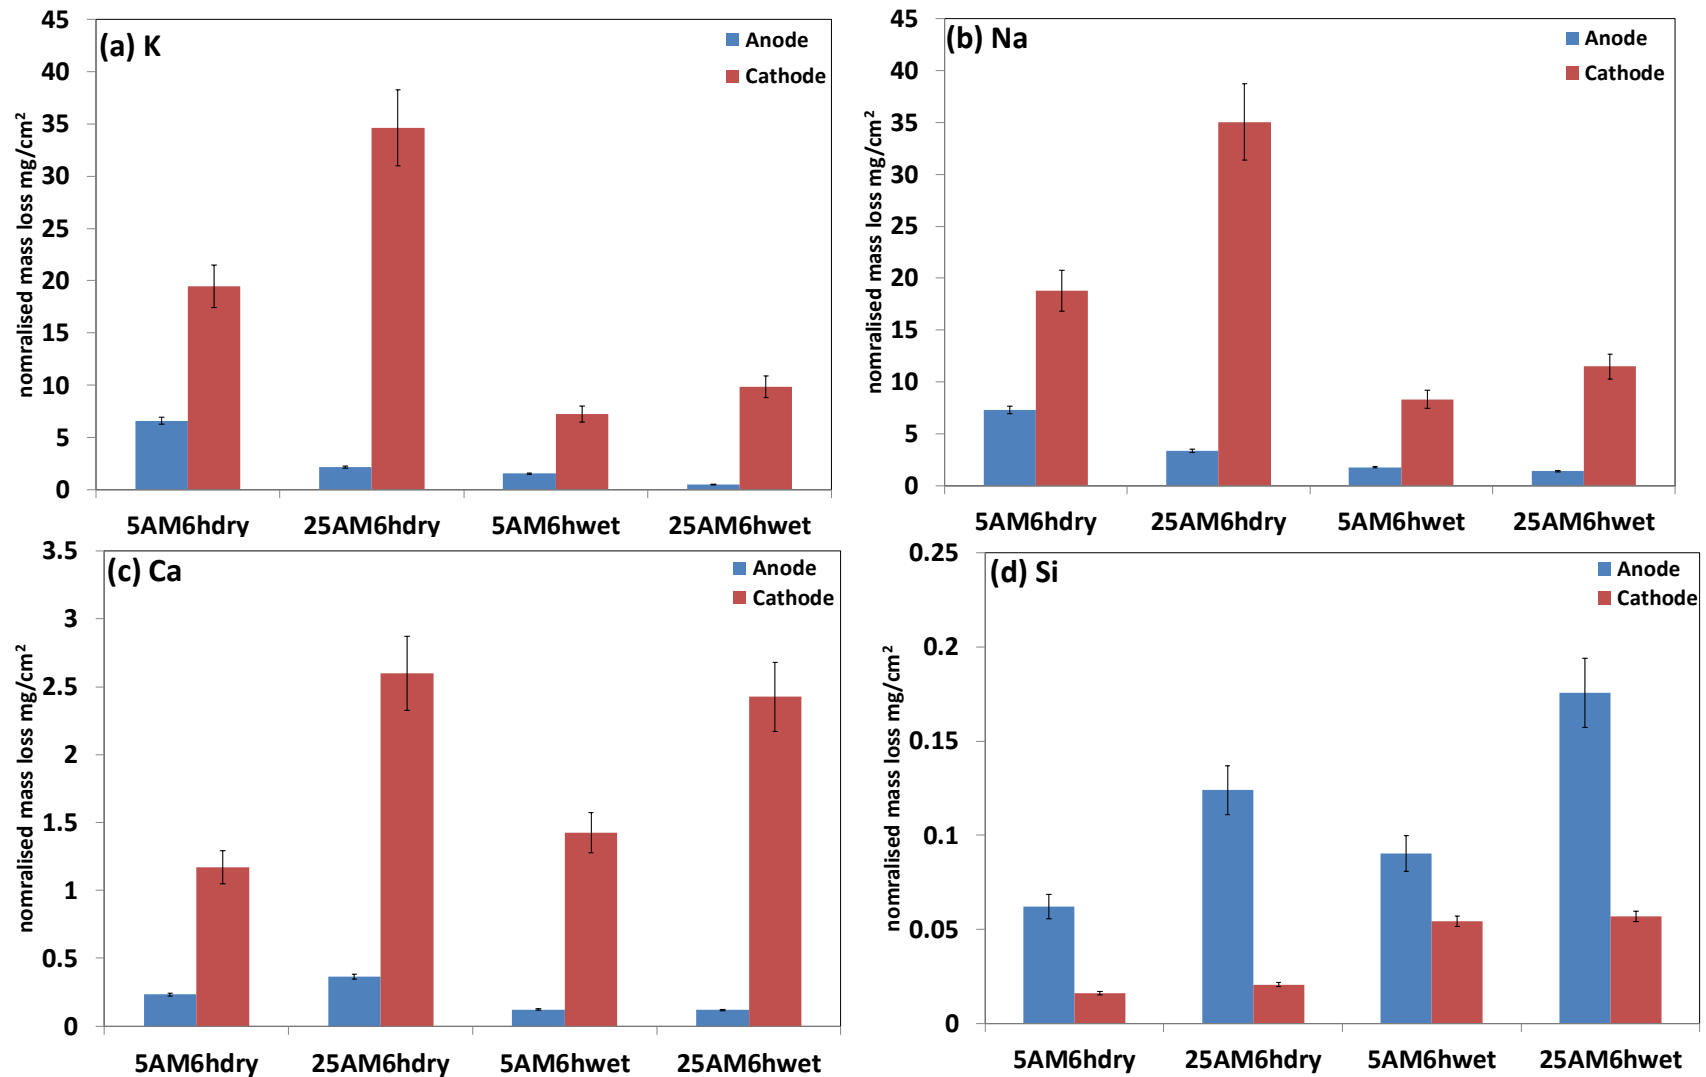 (a) K
Anode
Cathode
nomralised mass loss mg/cm²
45
40
35
30
25
20
15
10
5
0
5AM6hdry 25AM6hdry 5AM6hwet 25AM6hwet
(b) Na
Anode
Cathode
nomralised mass loss mg/cm²
45
40
35
30
25
20
15
10
5
0
5AM6hdry 25AM6hdry 5AM6hwet 25AM6hwet
(c) Ca
Anode
Cathode
nomralised mass loss mg/cm²
3.5
3
2.5
2
1.5
1
0.5
0
5AM6hdry 25AM6hdry 5AM6hwet 25AM6hwet
(d) Si
Anode
Cathode
nomralised mass loss mg/cm²
0.25
0.2
0.15
0.1
0.05
0
5AM6hdry 25AM6hdry 5AM6hwet 25AM6hwet